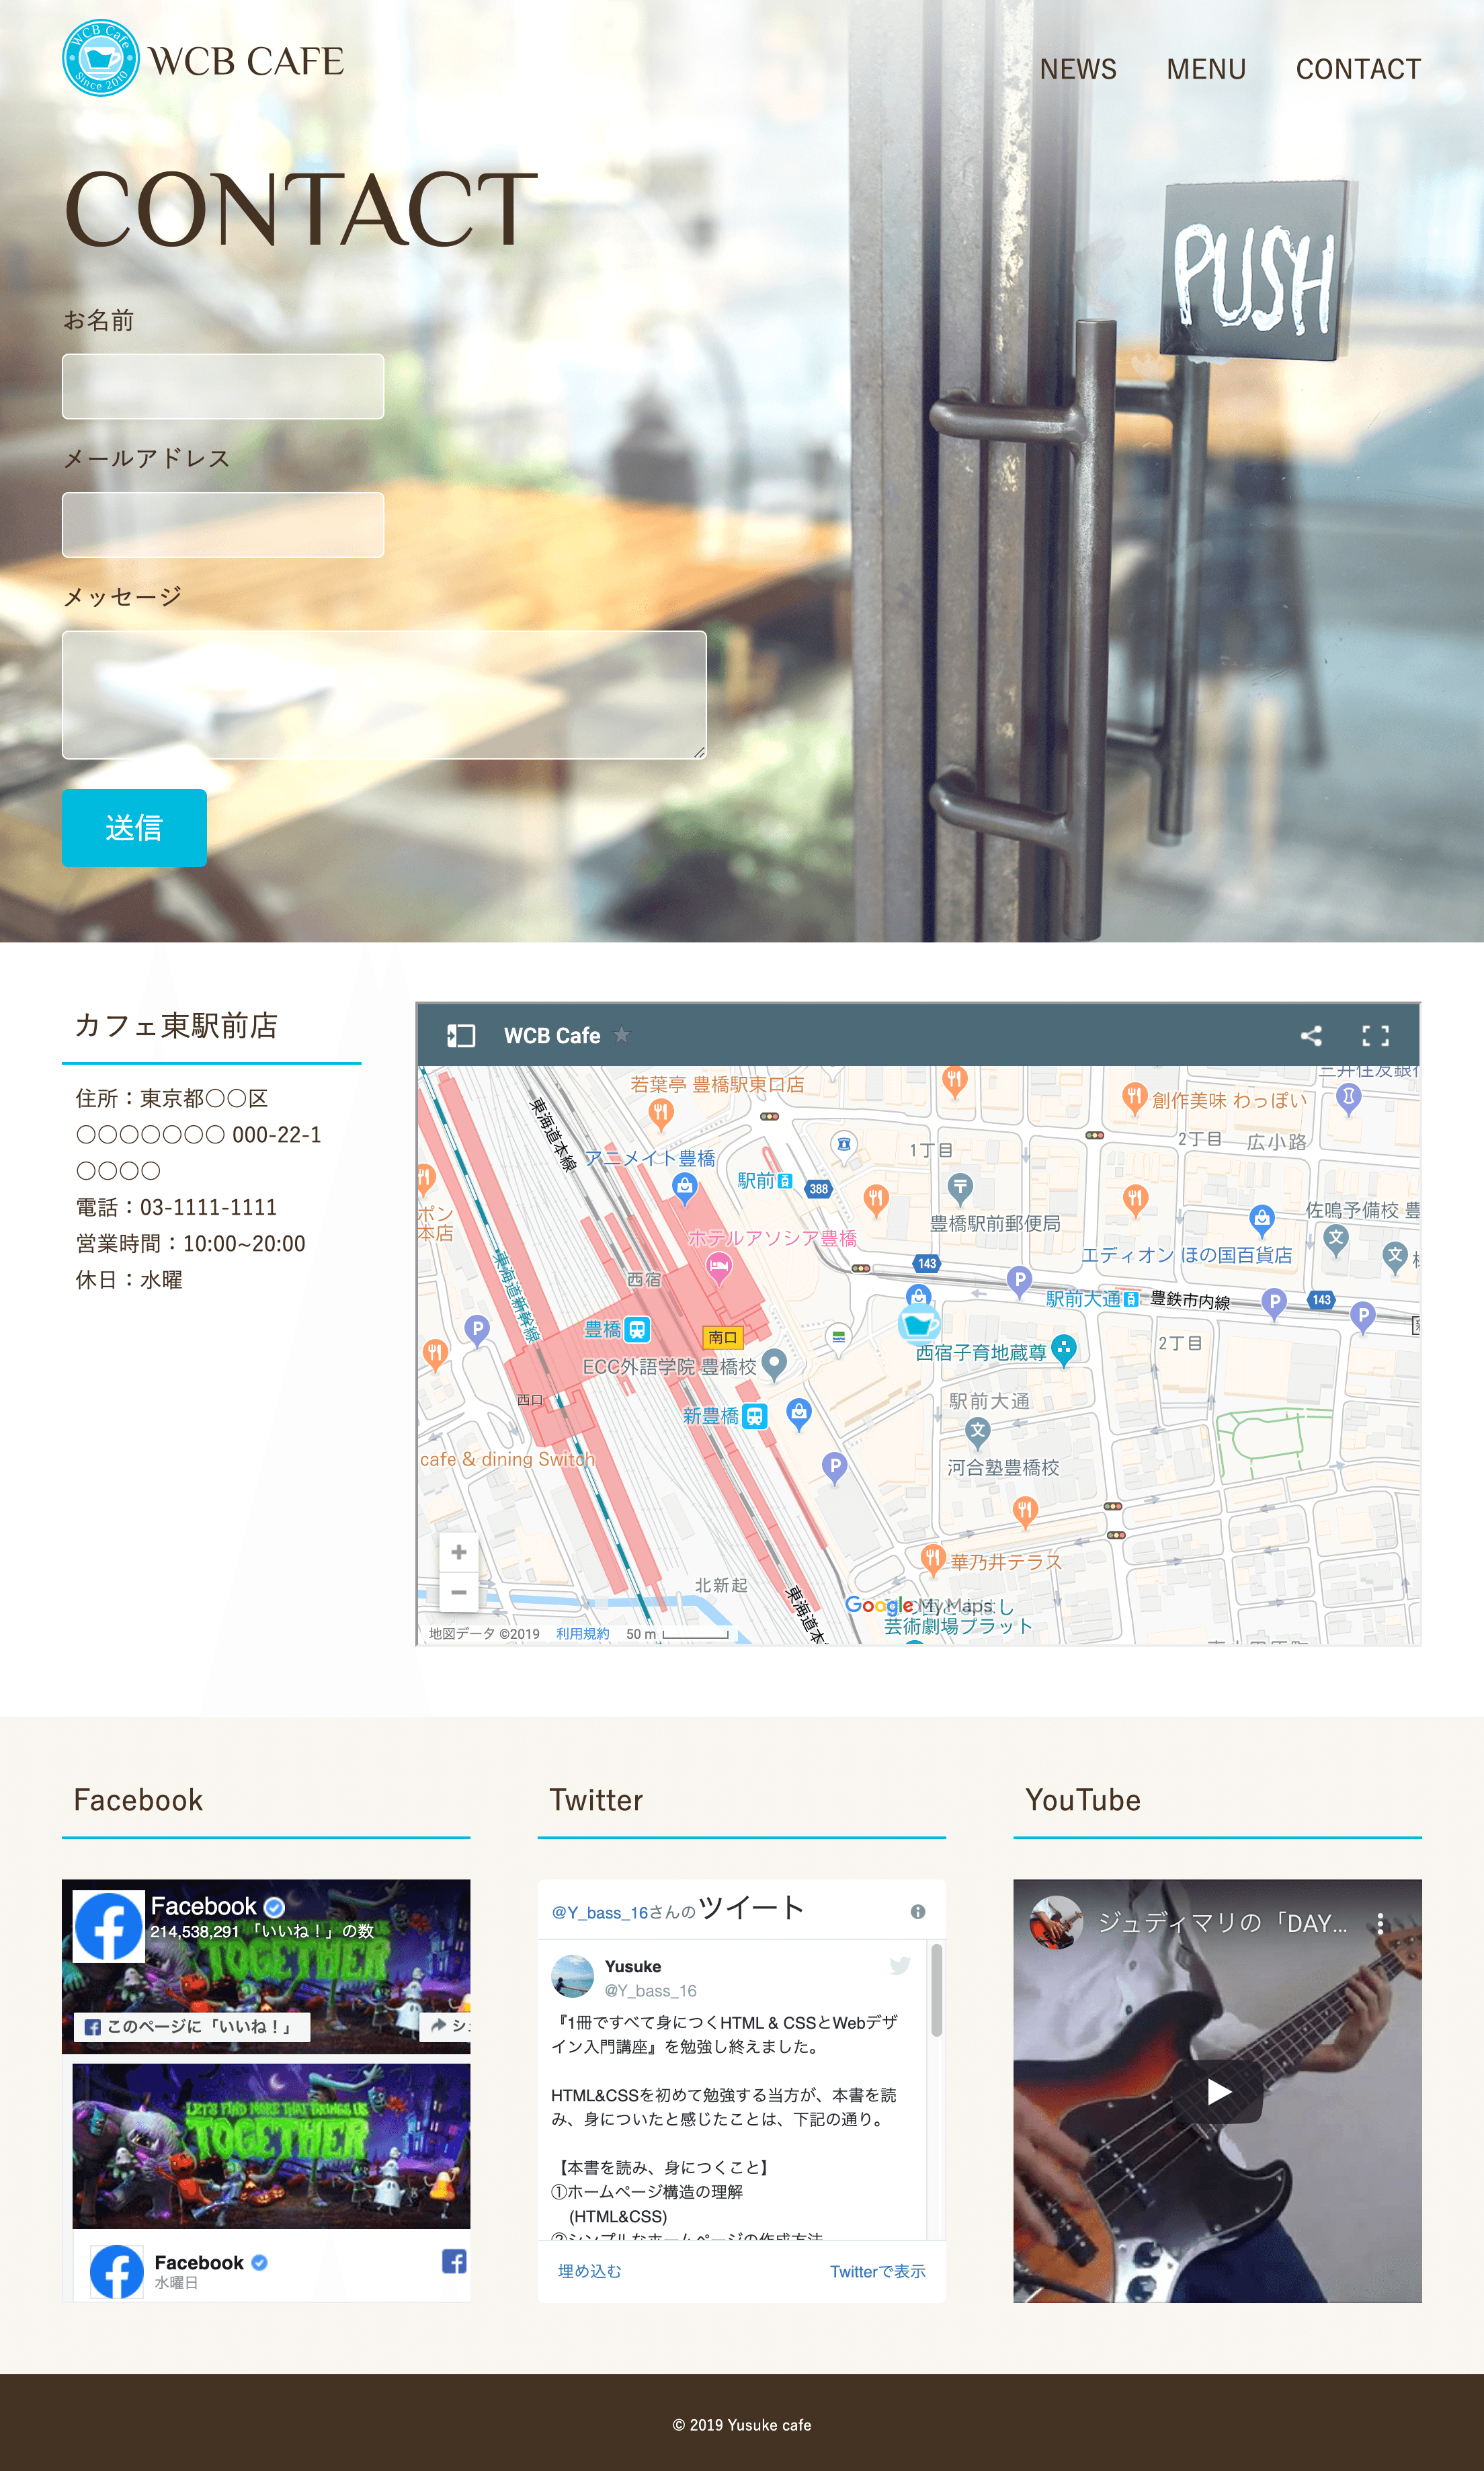 WCB Cafe
Since 2010
WCB CAFE
NEWS
MENU
CONTACT
CONTACT
PUSH
お名前
メールアドレス
メッセージ
送信
カフェ東駅前店
住所：東京都〇〇区
〇〇〇〇〇〇〇 000-22-1
〇〇〇〇
電話：03-1111-1111
営業時間：10:00~20:00
休日：水曜
WCB Cafe
若葉亭 豊橋駅東口店
創作美味 わっぽい
東海道本線
アニメイト豊橋
駅前
388
1丁目
2丁目
広小路
豊橋駅前郵便局
佐鳴予備校 豊
ポン
本店
ホテルアソシア豊橋
エディオン ほの国百貨店
143
東海道新幹線
西宿
駅前大通
豊鉄市内線
143
豊橋
南口
西宿子育地蔵尊
2丁目
ECC外語学院 豊橋校
西口
新豊橋
駅前大通
cafe & dining Switch
河合塾豊橋校
華乃井テラス
北新起
東海道本
Google My Maps
芸術劇場プラット
地図データ ©2019
利用規約
50 m
Facebook
Twitter
YouTube
Facebook
214,538,291 「いいね！」の数
TOGETHER
このページに「いいね！」
LET'S FIND MORE THAT BRINGS US
TOGETHER
Facebook
水曜日
@Y_bass_16さんのツイート
Yusuke
@Y_bass_16
『1冊ですべて身につくHTML & CSSとWebデザ
イン入門講座』を勉強し終えました。
HTML&CSSを初めて勉強する当方が、本書を読
み、身についたと感じたことは、下記の通り。
【本書を読み、身につくこと】
①ホームページ構造の理解
(HTML&CSS)
②シンプルなホームページの作成方法
埋め込む
Twitterで表示
ジュディマリの「DAY...
© 2019 Yusuke cafe